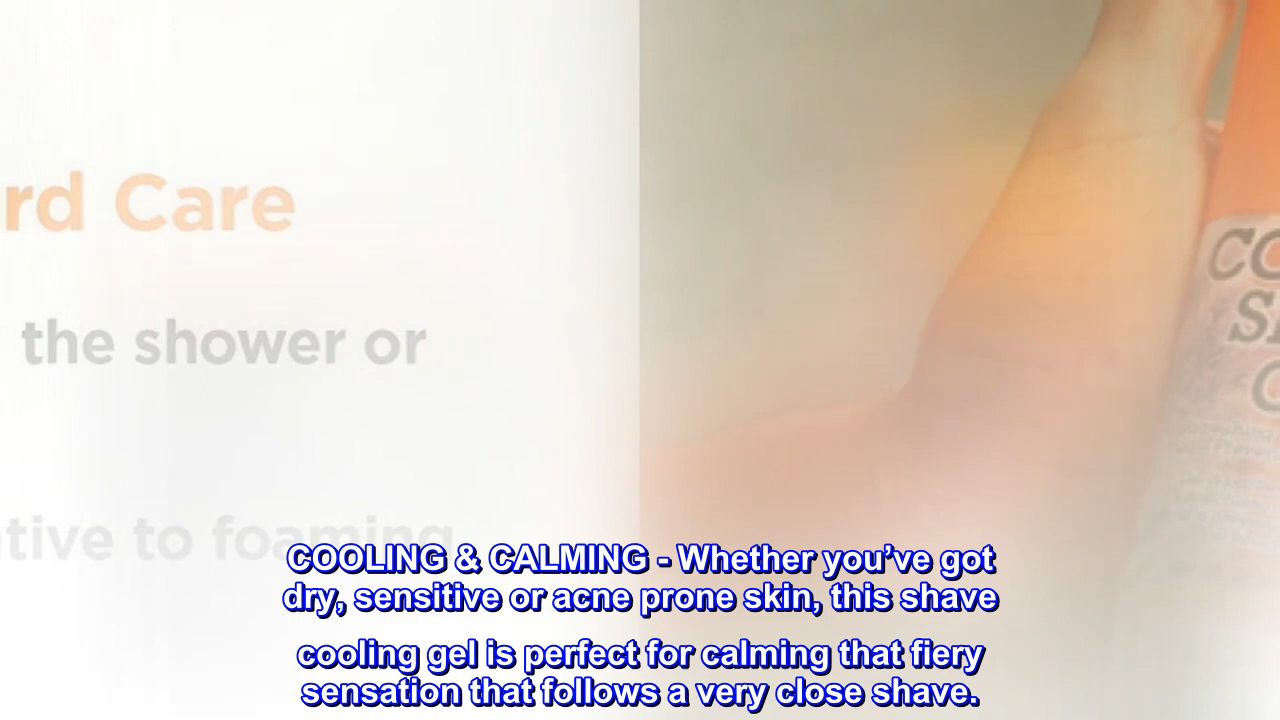 rd Care
the shower or
tive to foaming
COOLING & CALMING - Whether you’ve got
dry, sensitive or acne prone skin, this shave
cooling gel is perfect for calming that fiery
sensation that follows a very close shave.